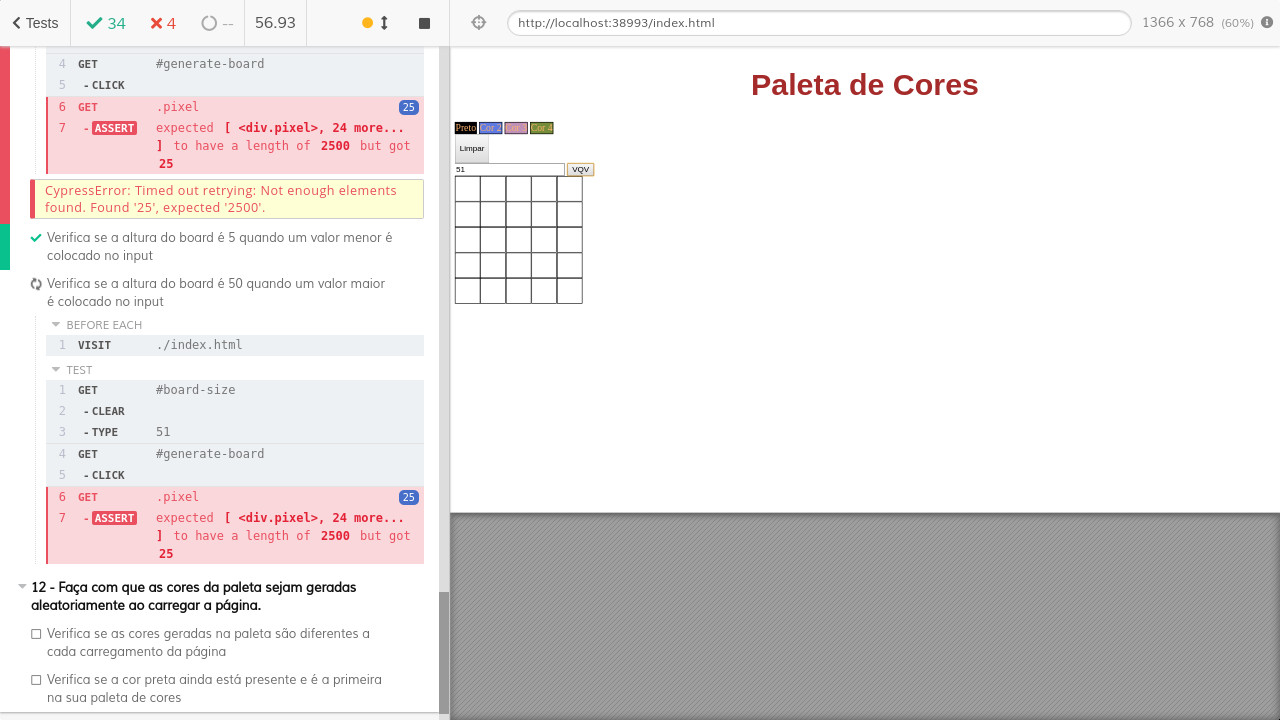 Tests
34
4
--
56.93
http://localhost:38993/index.html
1366 x 768 (60%)
4 GET #generate-board
5 - CLICK
6 GET .pixel 25
7 - ASSERT expected [ <div.pixel>, 24 more...
] to have a length of 2500 but got
25
CypressError: Timed out retrying: Not enough elements
found. Found '25', expected '2500'.
Verifica se a altura do board é 5 quando um valor menor é
colocado no input
Verifica se a altura do board é 50 quando um valor maior
é colocado no input
BEFORE EACH
1 VISIT ./index.html
TEST
1 GET #board-size
2 - CLEAR
3 - TYPE 51
4 GET #generate-board
5 - CLICK
6 GET .pixel 25
7 - ASSERT expected [ <div.pixel>, 24 more...
] to have a length of 2500 but got
25
12 - Faça com que as cores da paleta sejam geradas
aleatoriamente ao carregar a página.
Verifica se as cores geradas na paleta são diferentes a
cada carregamento da página
Verifica se a cor preta ainda está presente e é a primeira
na sua paleta de cores
Paleta de Cores
Preto Cor 2 Cor 3 Cor 4
Limpar
51 VQV